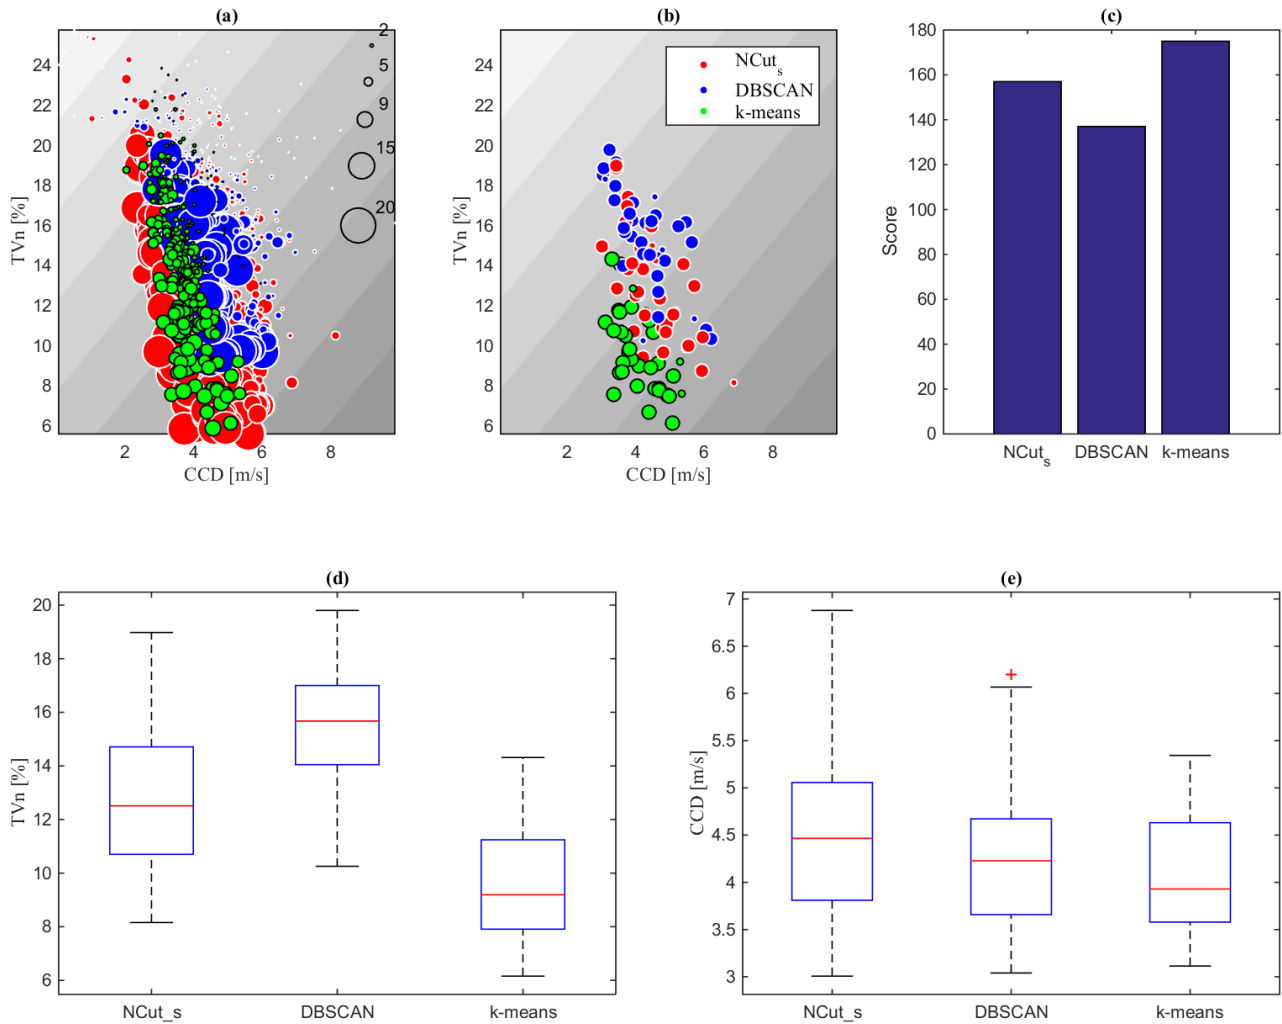 (a)
24
22
20
18
16
14
12
10
8
6
TVn [%]
2
4
6
8
CCD [m/s]
2
5
9
15
20
(b)
24
22
20
18
16
14
12
10
8
6
TVn [%]
2
4
6
8
CCD [m/s]
NCut_s
DBSCAN
k-means
(c)
180
160
140
120
100
80
60
40
20
0
Score
NCut_s
DBSCAN
k-means
(d)
20
18
16
14
12
10
8
6
TVn [%]
NCut_s
DBSCAN
k-means
(e)
7
6.5
6
5.5
5
4.5
4
3.5
3
CCD [m/s]
NCut_s
DBSCAN
k-means